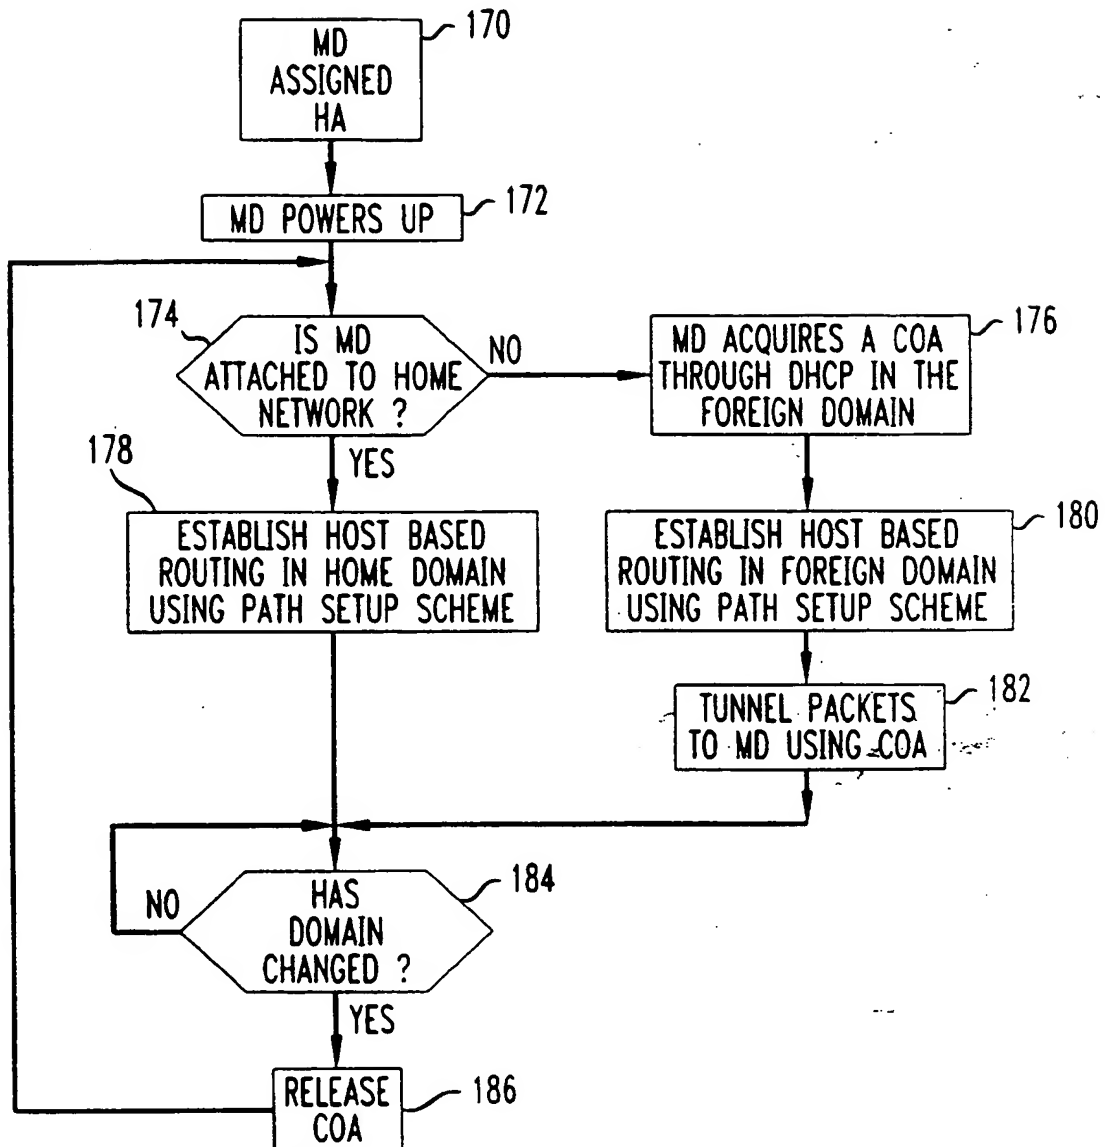 170
MD
ASSIGNED
HA
MD POWERS UP
172
174
IS MD
ATTACHED TO HOME
NETWORK ?
NO
YES
176
MD ACQUIRES A COA
THROUGH DHCP IN THE
FOREIGN DOMAIN
178
ESTABLISH HOST BASED
ROUTING IN HOME DOMAIN
USING PATH SETUP SCHEME
180
ESTABLISH HOST BASED
ROUTING IN FOREIGN DOMAIN
USING PATH SETUP SCHEME
182
TUNNEL PACKETS
TO MD USING COA
184
HAS
DOMAIN
CHANGED ?
NO
YES
RELEASE
COA
186